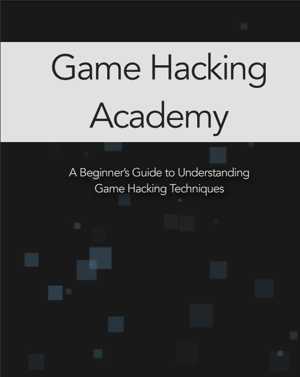 Game Hacking
Academy
A Beginner's Guide to Understanding
Game Hacking Techniques